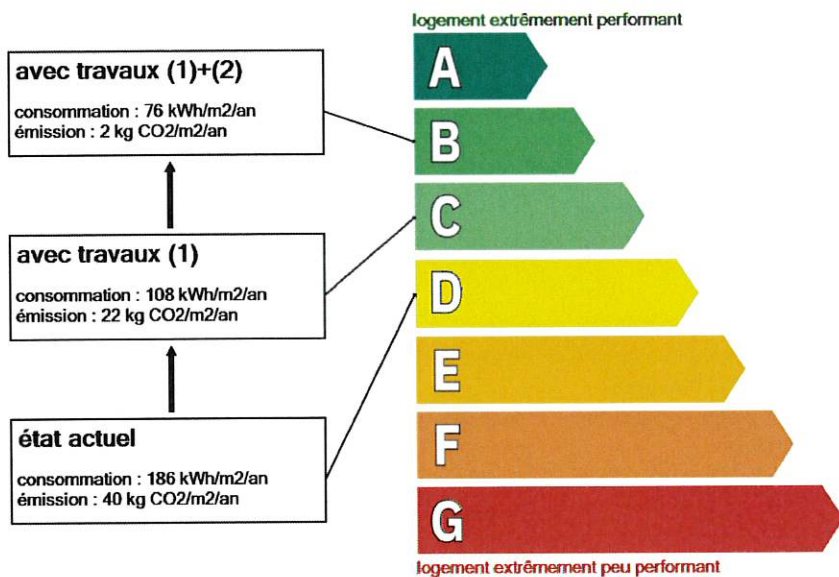 logement extrêmement performant
avec travaux (1)+(2)
consommation : 76 kWh/m2/an
émission : 2 kg CO2/m2/an
A
B
C
avec travaux (1)
consommation : 108 kWh/m2/an
émission : 22 kg CO2/m2/an
D
E
état actuel
consommation : 186 kWh/m2/an
émission : 40 kg CO2/m2/an
F
G
logement extrêmement peu performant